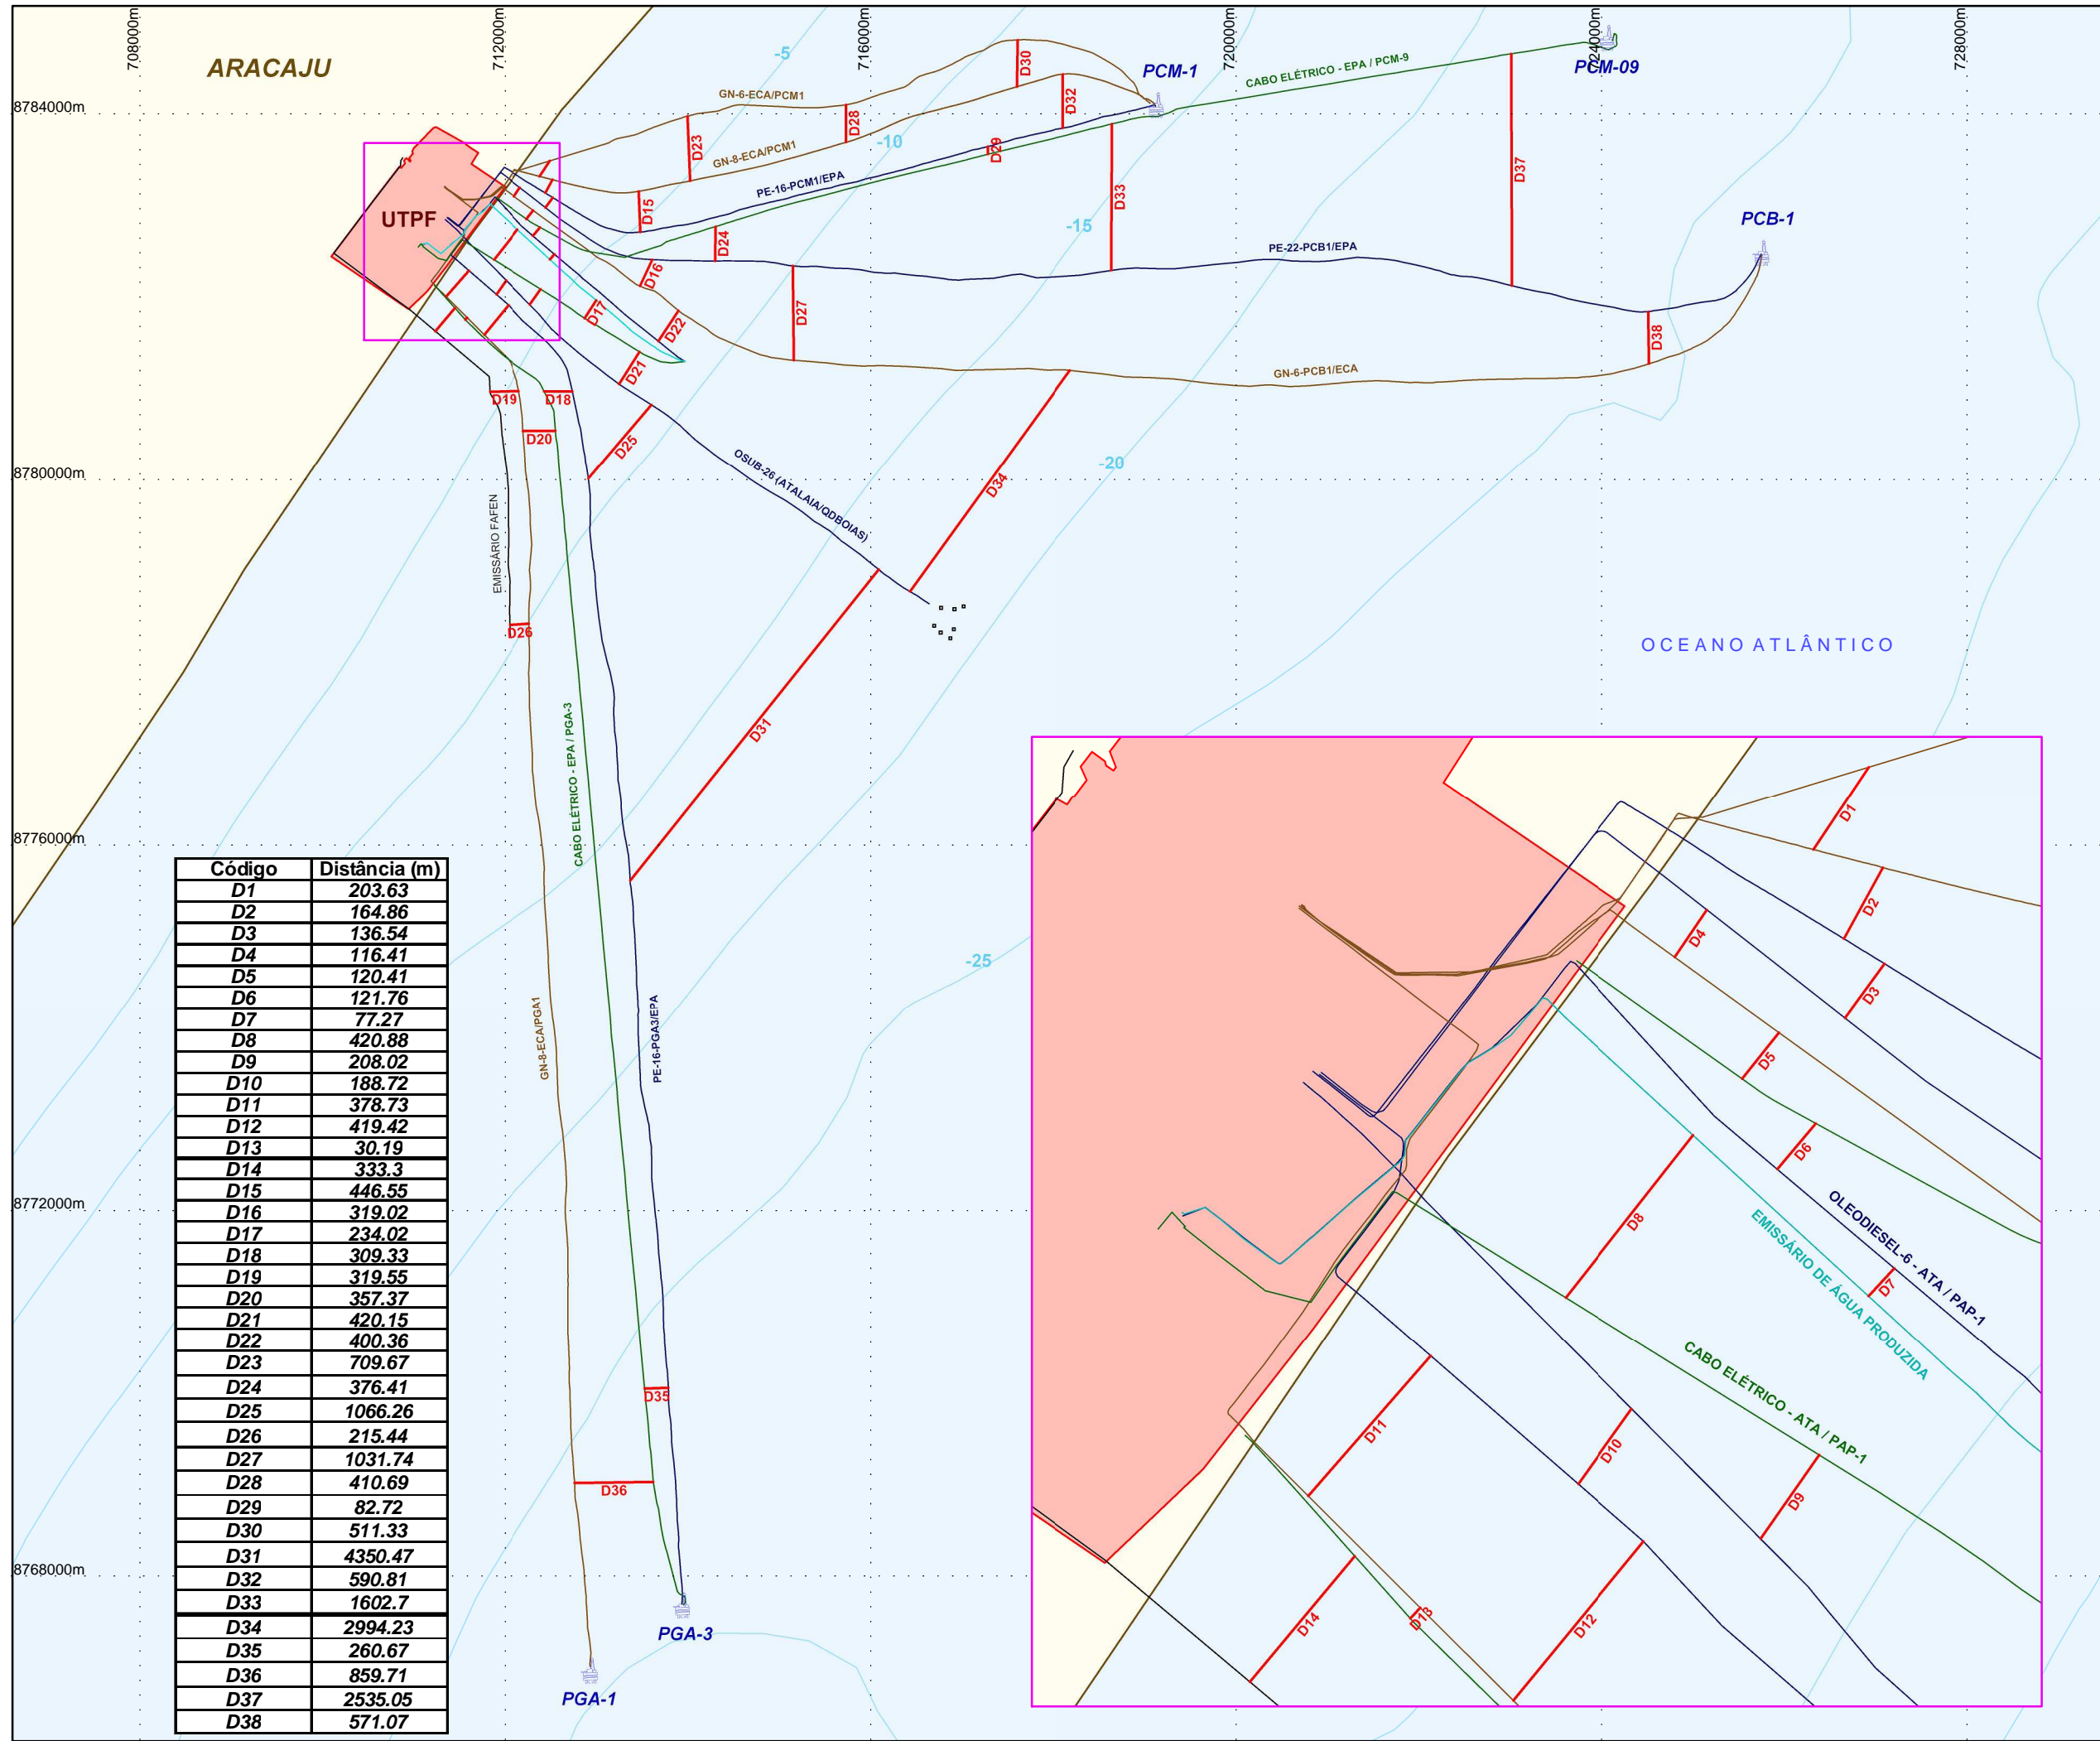 708000m
712000m
716000m
720000m
724000m
728000m
ARACAJU
-5
PCM-1
CABO ELÉTRICO - EPA / PCM-9
PCM-09
8784000m
GN-6-ECA/PCM1
D30
D32
D23
D28
-10
GN-8-ECA/PCM1
D29
D37
PE-16-PCM1/EPA
D33
UTPF
D15
-15
PCB-1
D24
PE-22-PCB1/EPA
D16
D17
D22
D27
D38
D21
GN-6-PCB1/ECA
D19
D18
D20
D25
8780000m
OSUB-26 (ATALAIA/QDBOIAS)
D34
-20
EMISSÁRIO FAFEN
D26
OCEANO ATLÂNTICO
D31
CABO ELÉTRICO - EPA / PGA-3
8776000m
-25
GN-8-ECA/PGA1
PE-16-PGA3/EPA
8772000m
D35
D36
8768000m
PGA-3
PGA-1
Código Distância (m)
D1 203.63
D2 164.86
D3 136.54
D4 116.41
D5 120.41
D6 121.76
D7 77.27
D8 420.88
D9 208.02
D10 188.72
D11 378.73
D12 419.42
D13 30.19
D14 333.3
D15 446.55
D16 319.02
D17 234.02
D18 309.33
D19 319.55
D20 357.37
D21 420.15
D22 400.36
D23 709.67
D24 376.41
D25 1066.26
D26 215.44
D27 1031.74
D28 410.69
D29 82.72
D30 511.33
D31 4350.47
D32 590.81
D33 1602.7
D34 2994.23
D35 260.67
D36 859.71
D37 2535.05
D38 571.07
D1
D2
D4
D3
D5
D6
D8
OLEODIESEL-6 - ATA / PAP-1
EMISSÁRIO DE ÁGUA PRODUZIDA
D7
CABO ELÉTRICO - ATA / PAP-1
D11
D10
D9
D14
D13
D12